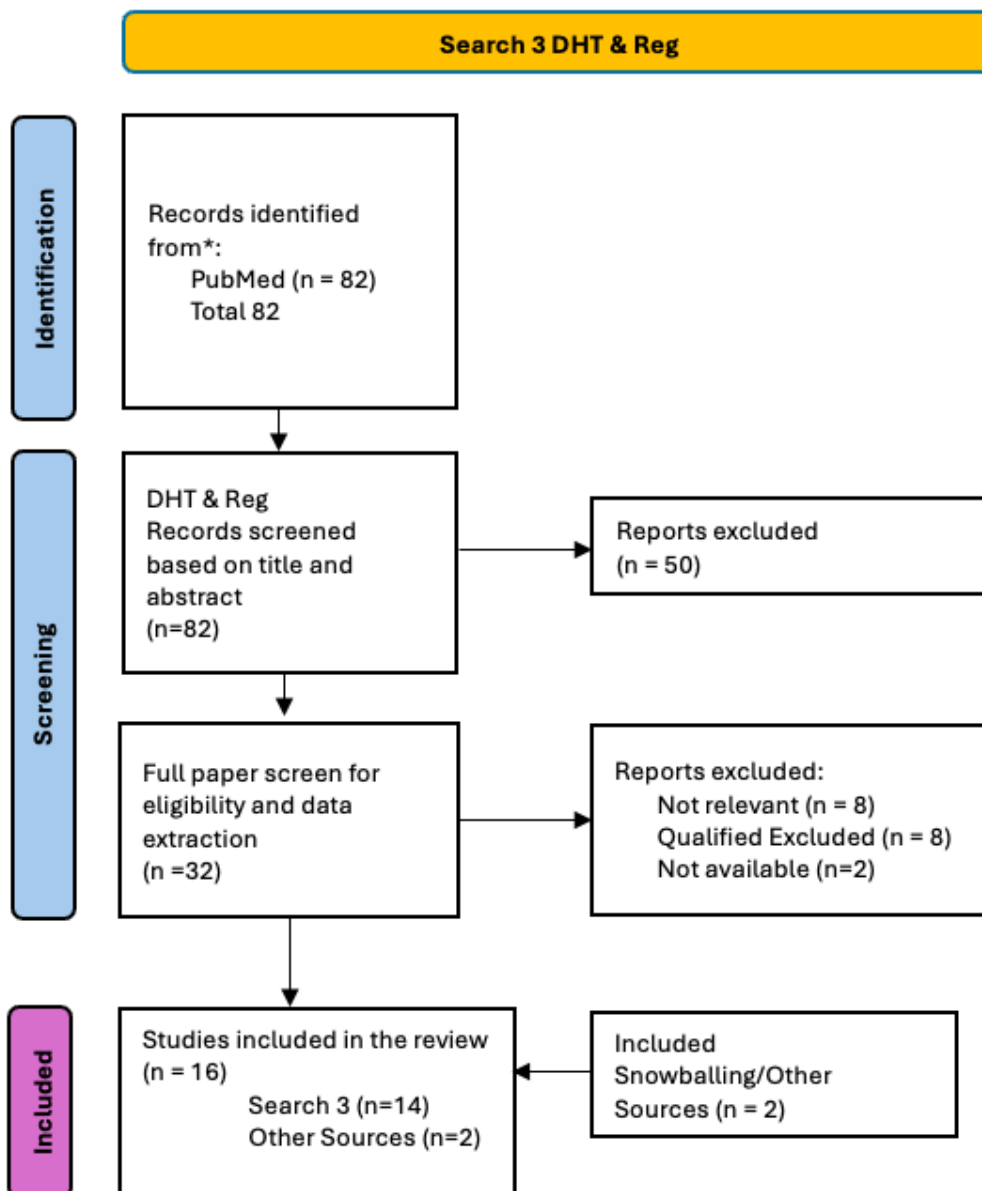 Search 3 DHT & Reg
Identification
Records identified
from*:
PubMed (n = 82)
Total 82
Screening
DHT & Reg
Records screened
based on title and
abstract
(n=82)
Reports excluded
(n = 50)
Full paper screen for
eligibility and data
extraction
(n =32)
Reports excluded:
Not relevant (n = 8)
Qualified Excluded (n = 8)
Not available (n=2)
Included
Studies included in the review
(n = 16)
Search 3 (n=14)
Other Sources (n=2)
Included
Snowballing/Other
Sources (n = 2)